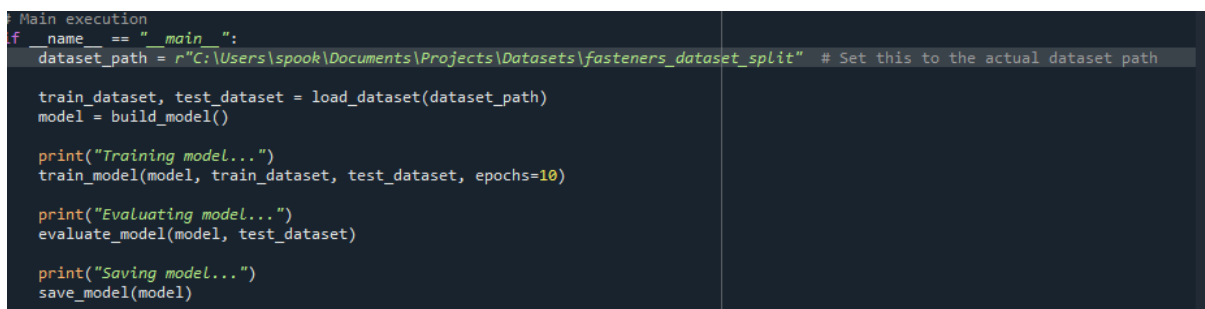 # Main execution
if __name__ == "__main__":
dataset_path = r"C:\Users\spook\Documents\Projects\Datasets\fasteners_dataset_split"  # Set this to the actual dataset path
train_dataset, test_dataset = load_dataset(dataset_path)
model = build_model()
print("Training model...")
train_model(model, train_dataset, test_dataset, epochs=10)
print("Evaluating model...")
evaluate_model(model, test_dataset)
print("Saving model...")
save_model(model)